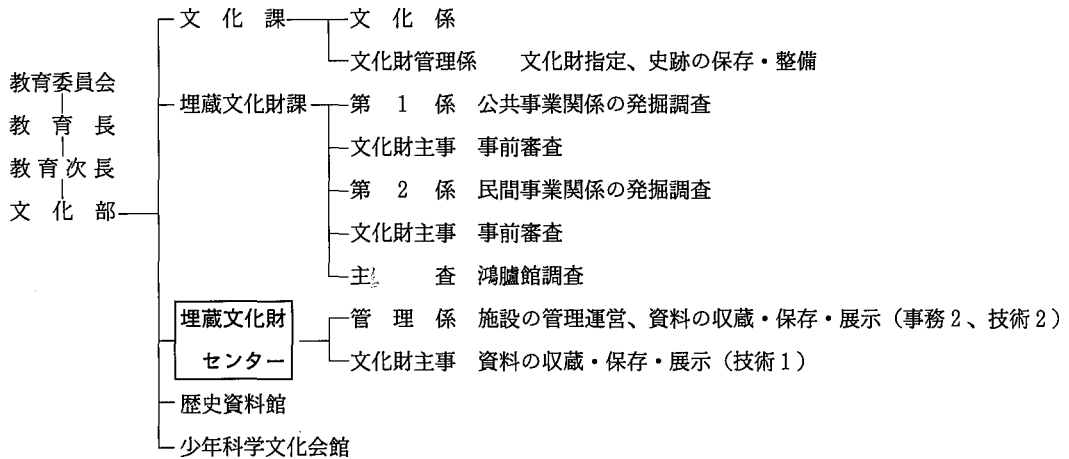 文化課 文化係
文化財管理係 文化財指定、史跡の保存・整備
教育委員会
埋蔵文化財課 第1係 公共事業関係の発掘調査
教育長
文化財主事 事前審査
教育次長
第2係 民間事業関係の発掘調査
文化部
文化財主事 事前審査
主査 鴻臚館調査
埋蔵文化財 管理係 施設の管理運営、資料の収蔵・保存・展示(事務2、技術2)
センター 文化財主事 資料の収蔵・保存・展示(技術1)
歴史資料館
少年科学文化会館